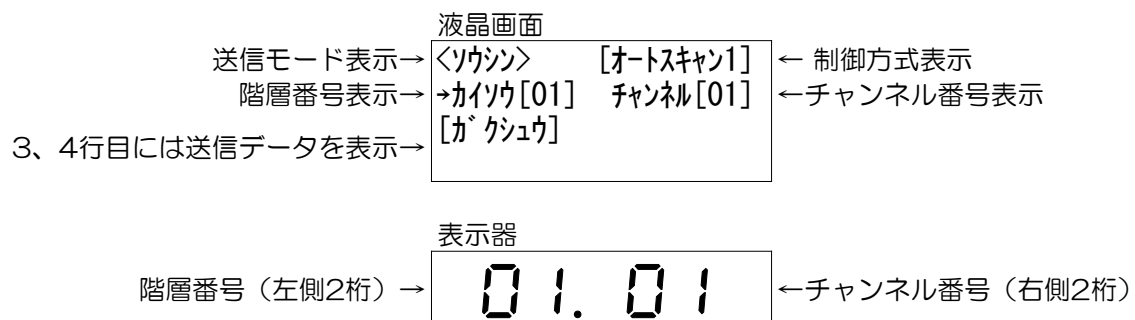 液晶画面
送信モード表示→ <ｿｳｼﾝ> [ｵｰﾄｽｷｬﾝ1] ← 制御方式表示
階層番号表示→ →ｶｲｿｳ[01] ﾁｬﾝﾈﾙ[01] ←チャンネル番号表示
[ｶﾞｸｼｭｳ]
3、4行目には送信データを表示→
表示器
階層番号（左側2桁）→ 01.01 ←チャンネル番号（右側2桁）